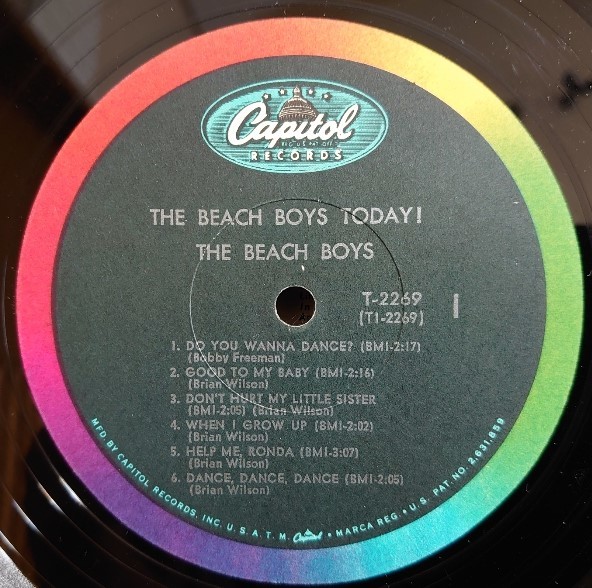 Capitol
REG. U.S. PAT. OFF.
RECORDS
THE BEACH BOYS TODAY!
THE BEACH BOYS
T-2269
(T1-2269)
1
1. DO YOU WANNA DANCE? (BMI-2:17)
(Bobby Freeman)
2. GOOD TO MY BABY (BMI-2:16)
(Brian Wilson)
3. DON'T HURT MY LITTLE SISTER
(BMI-2:05) (Brian Wilson)
4. WHEN I GROW UP (BMI-2:02)
(Brian Wilson)
5. HELP ME, RONDA (BMI-3:07)
(Brian Wilson)
6. DANCE, DANCE, DANCE (BMI-2:05)
(Brian Wilson)
MFD. BY CAPITOL RECORDS, INC. U.S.A. T.M. Capitol • MARCA REG. • U.S. PAT. NO. 2,631,859